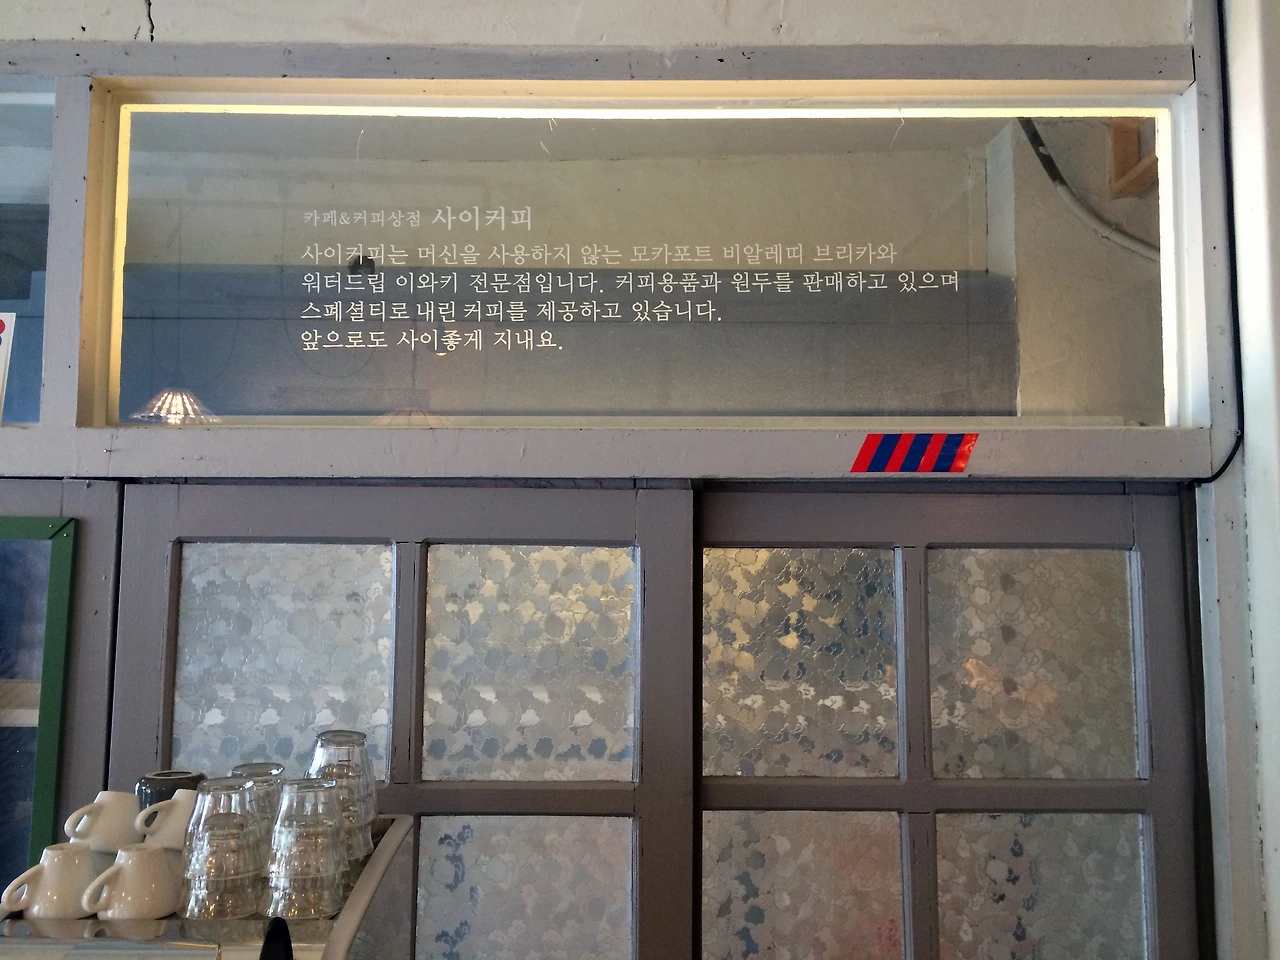 카페&커피상점 사이커피
사이커피는 머신을 사용하지 않는 모카포트 비알레띠 브리카와
워터드립 이와키 전문점입니다. 커피용품과 원두를 판매하고 있으며
스페셜티로 내린 커피를 제공하고 있습니다.
앞으로도 사이좋게 지내요.